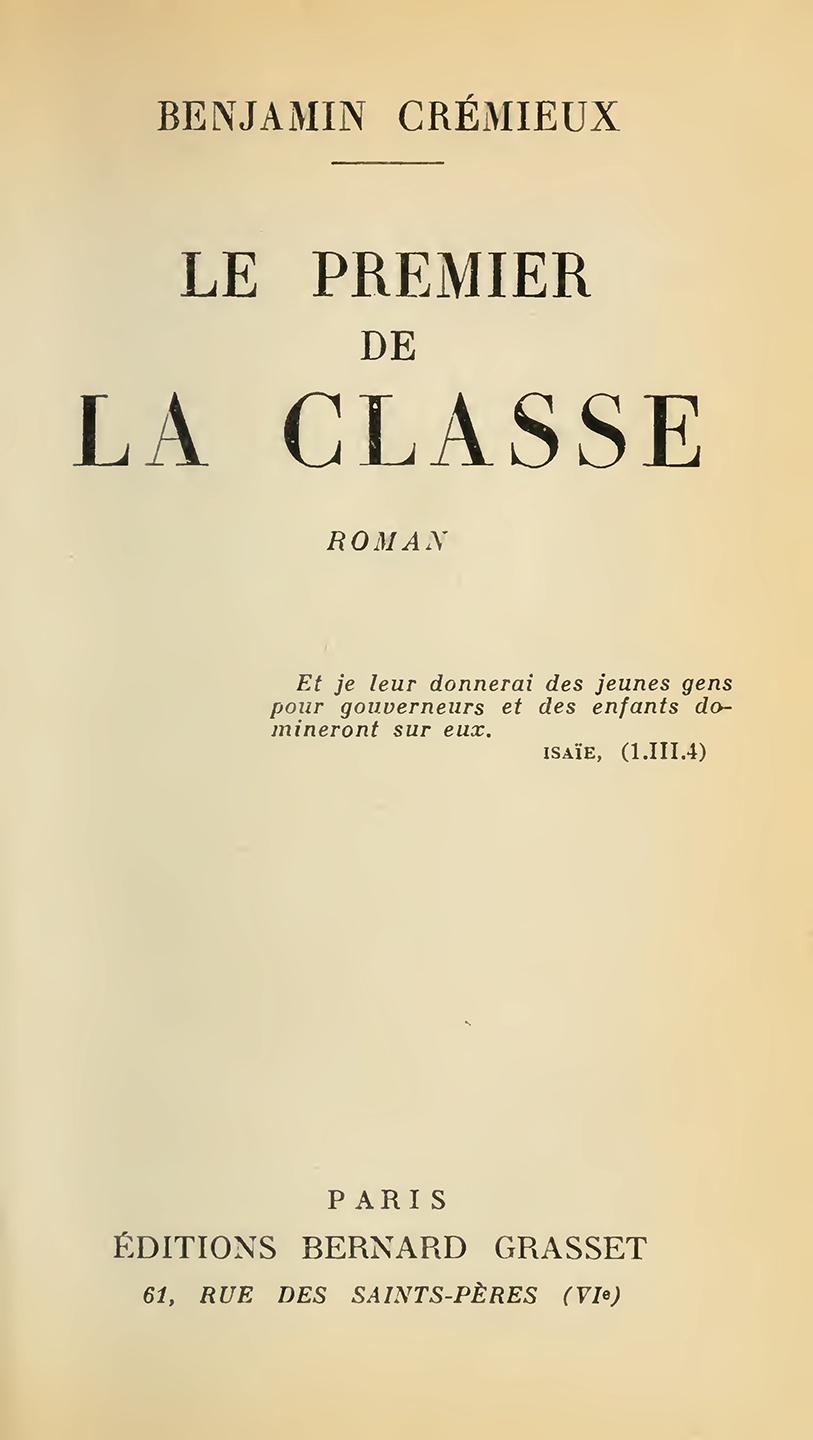 BENJAMIN CRÉMIEUX
LE PREMIER
DE
LA CLASSE
ROMAN
Et je leur donnerai des jeunes gens
pour gouverneurs et des enfants do-
mineront sur eux.
ISAÏE, (1.III.4)
PARIS
ÉDITIONS BERNARD GRASSET
61, RUE DES SAINTS-PÈRES (VIe)